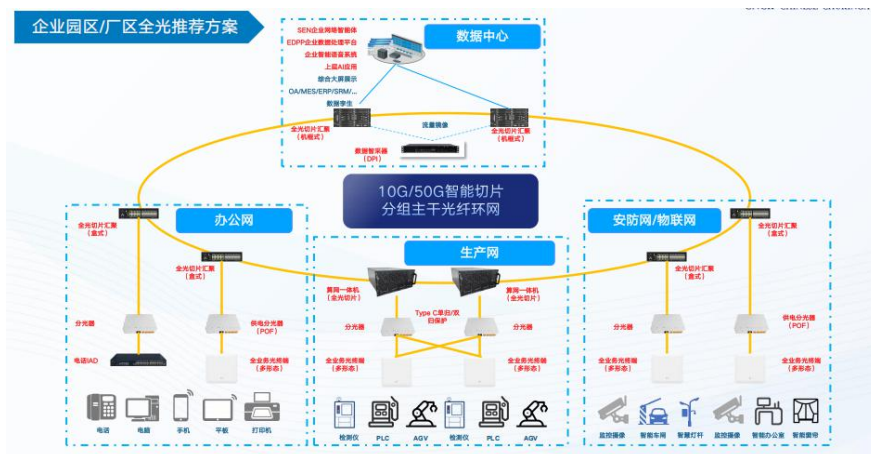 企业园区/厂区全光推荐方案
SEN企业网络智能体
EDPP企业数据处理平台
企业智能语音系统
上层AI应用
综合大屏展示
OA/MES/ERP/SRM/...
数据孪生
数据中心
全光切片汇聚
(机框式)
流量镜像
全光切片汇聚
(机框式)
数据智采器
(DPI)
10G/50G智能切片
分组主干光纤环网
办公网
全光切片汇聚
(盒式)
全光切片汇聚
(盒式)
分光器
供电分光器
(POF)
电话IAD
全业务光终端
(多形态)
电话
电脑
手机
平板
打印机
生产网
算网一体机
(全光切片)
算网一体机
(全光切片)
Type C单归/双
归保护
分光器
分光器
全业务光终端
(多形态)
全业务光终端
(多形态)
检测仪
PLC
AGV
检测仪
PLC
AGV
安防网/物联网
全光切片汇聚
(盒式)
全光切片汇聚
(盒式)
分光器
供电分光器
(POF)
全业务光终端
(多形态)
全业务光终端
(多形态)
监控摄像
智能车闸
智慧灯杆
监控摄像
智能办公室
智能窗帘